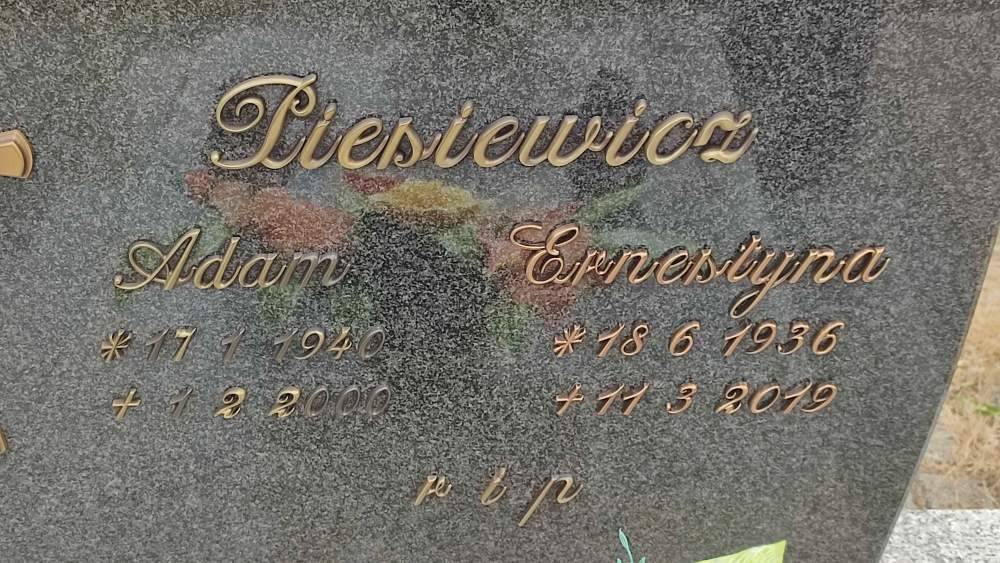 Piesiewicz
Adam Ernestyna
* 17 1 1940 * 18 6 1936
+ 1 2 2000 + 11 3 2019
r i p